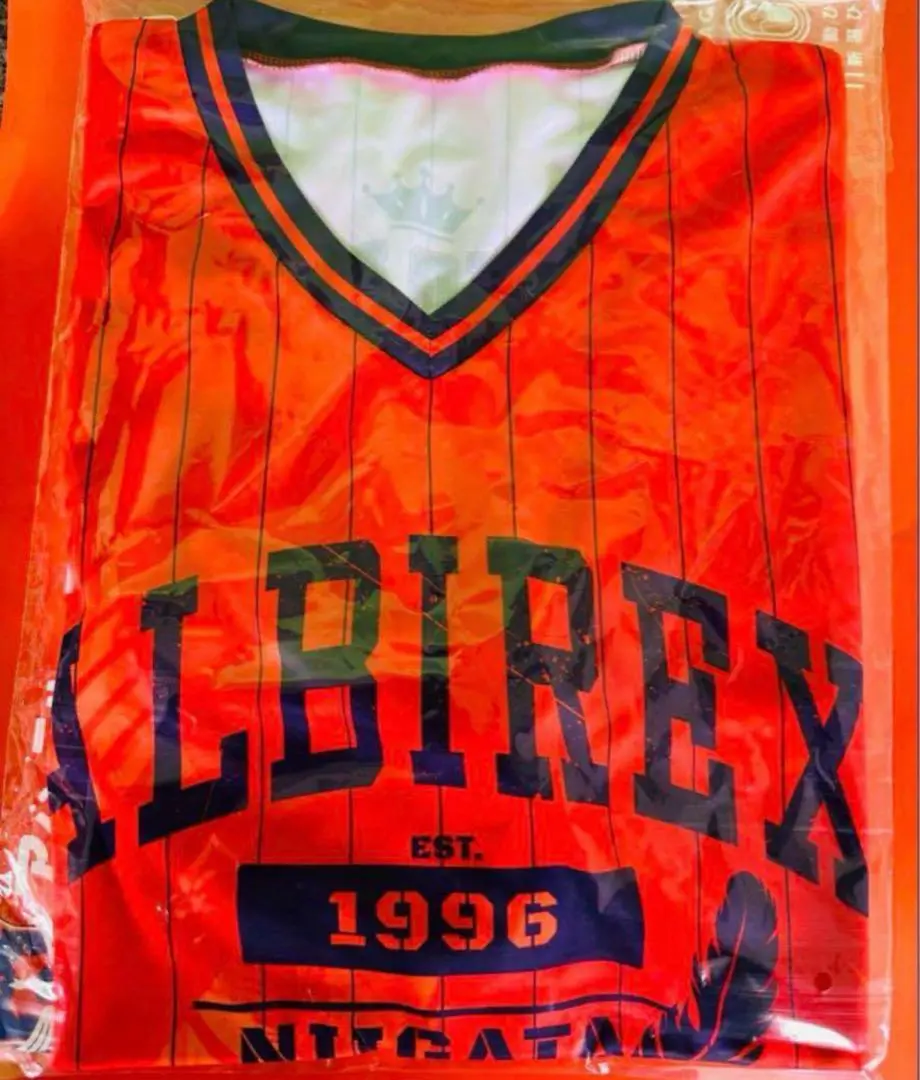 ALBIREX
EST.
1996
NIIGATA